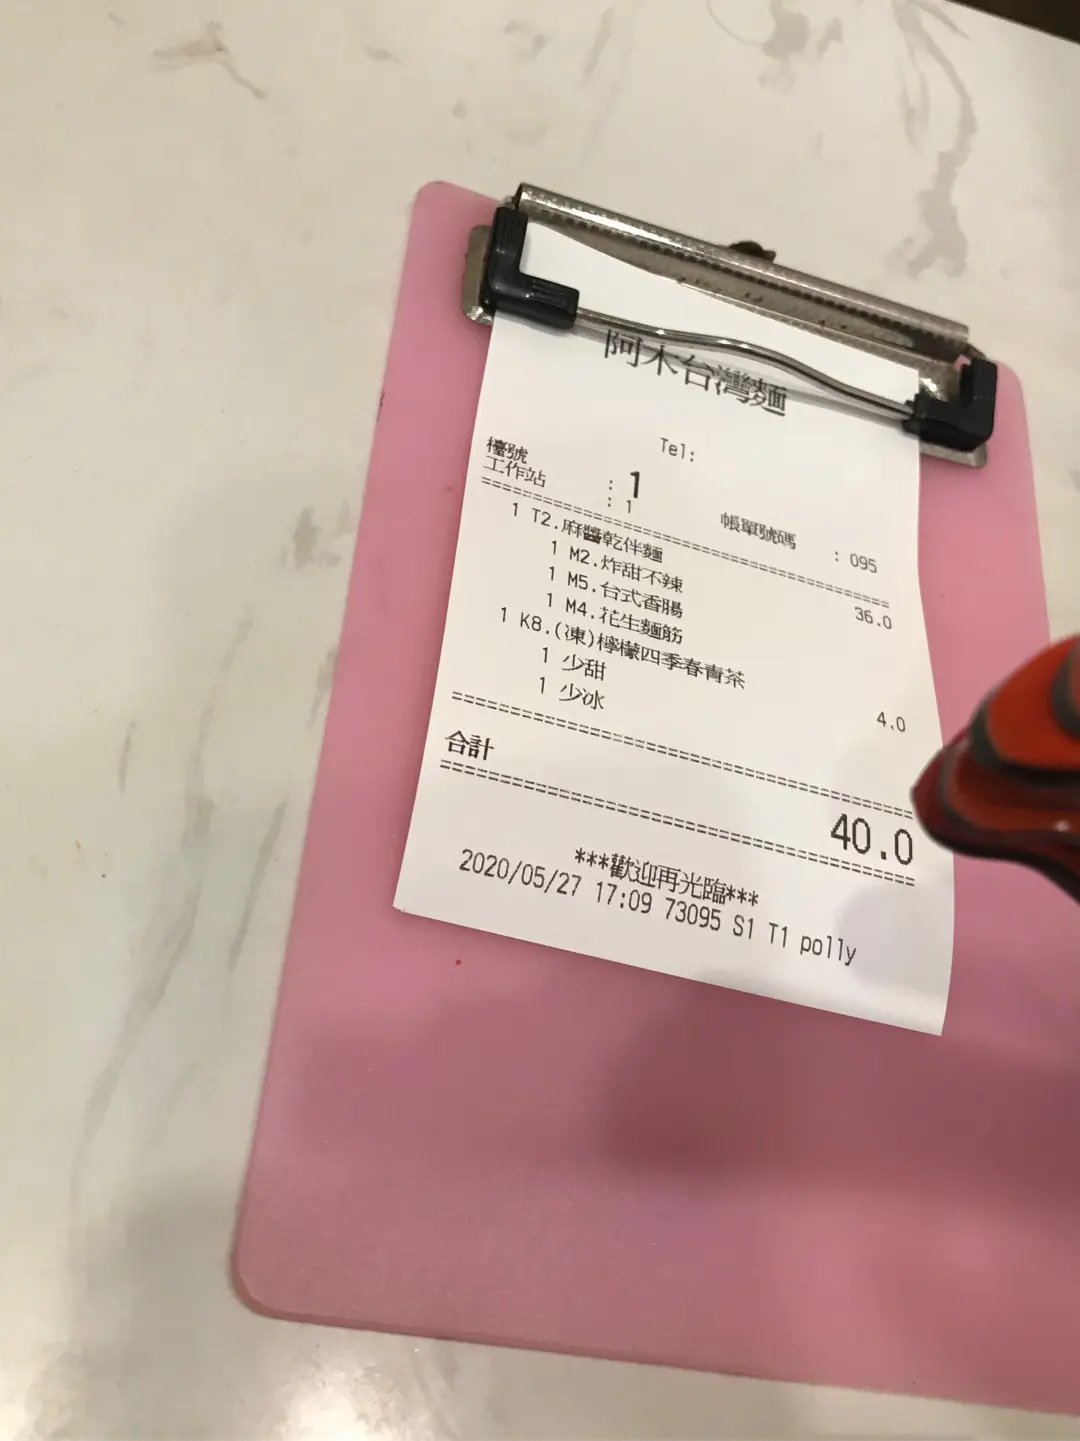 阿木台灣麵
Tel:
檯號 : 1
工作站 : 1 帳單號碼 : 095
1 T2.麻醬乾伴麵 36.0
1 M2.炸甜不辣
1 M5.台式香腸
1 M4.花生麵筋
1 K8.(凍)檸檬四季春青茶 4.0
1 少甜
1 少冰
合計 40.0
***歡迎再光臨***
2020/05/27 17:09 73095 S1 T1 polly